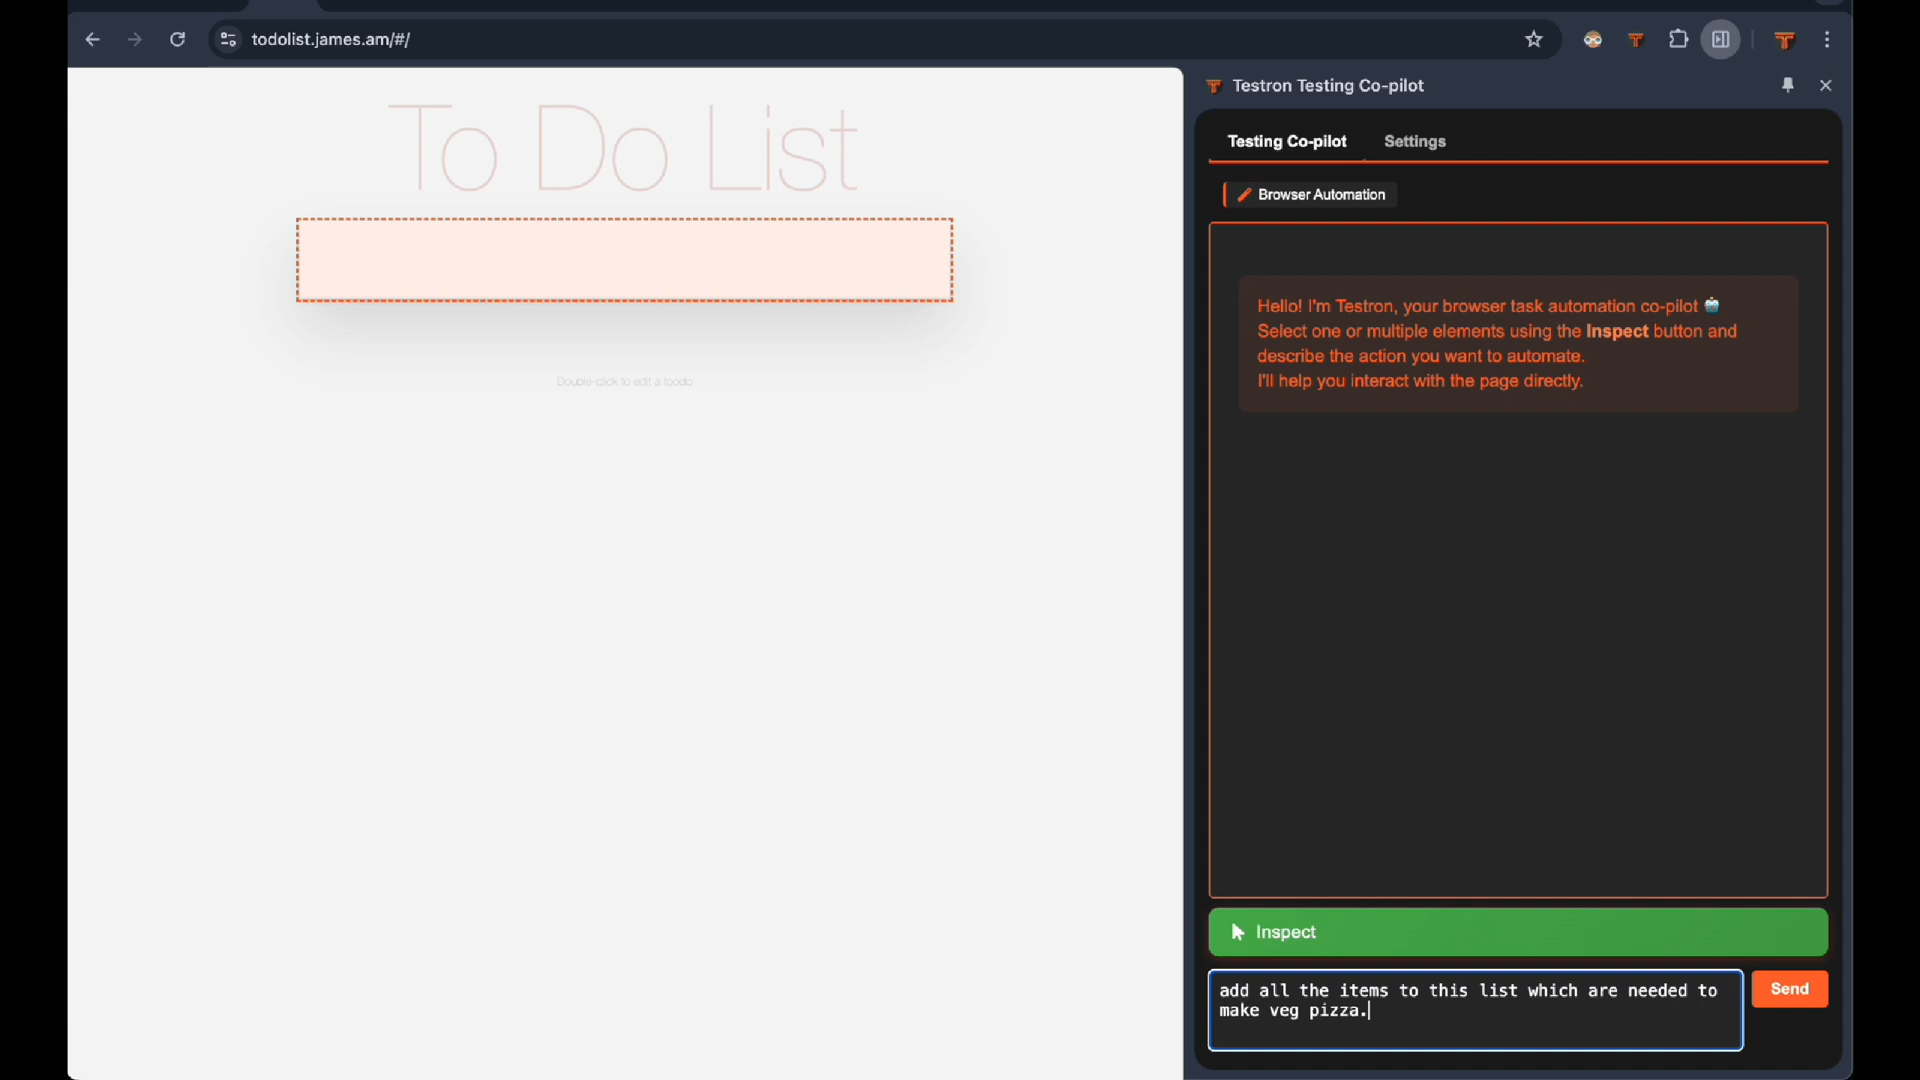 todolist.james.am/#/
Testron Testing Co-pilot
Testing Co-pilot
Settings
Browser Automation
To Do List
Double-click to edit a toodo
Hello! I'm Testron, your browser task automation co-pilot
Select one or multiple elements using the Inspect button and
describe the action you want to automate.
I'll help you interact with the page directly.
Inspect
add all the items to this list which are needed to
make veg pizza.
Send